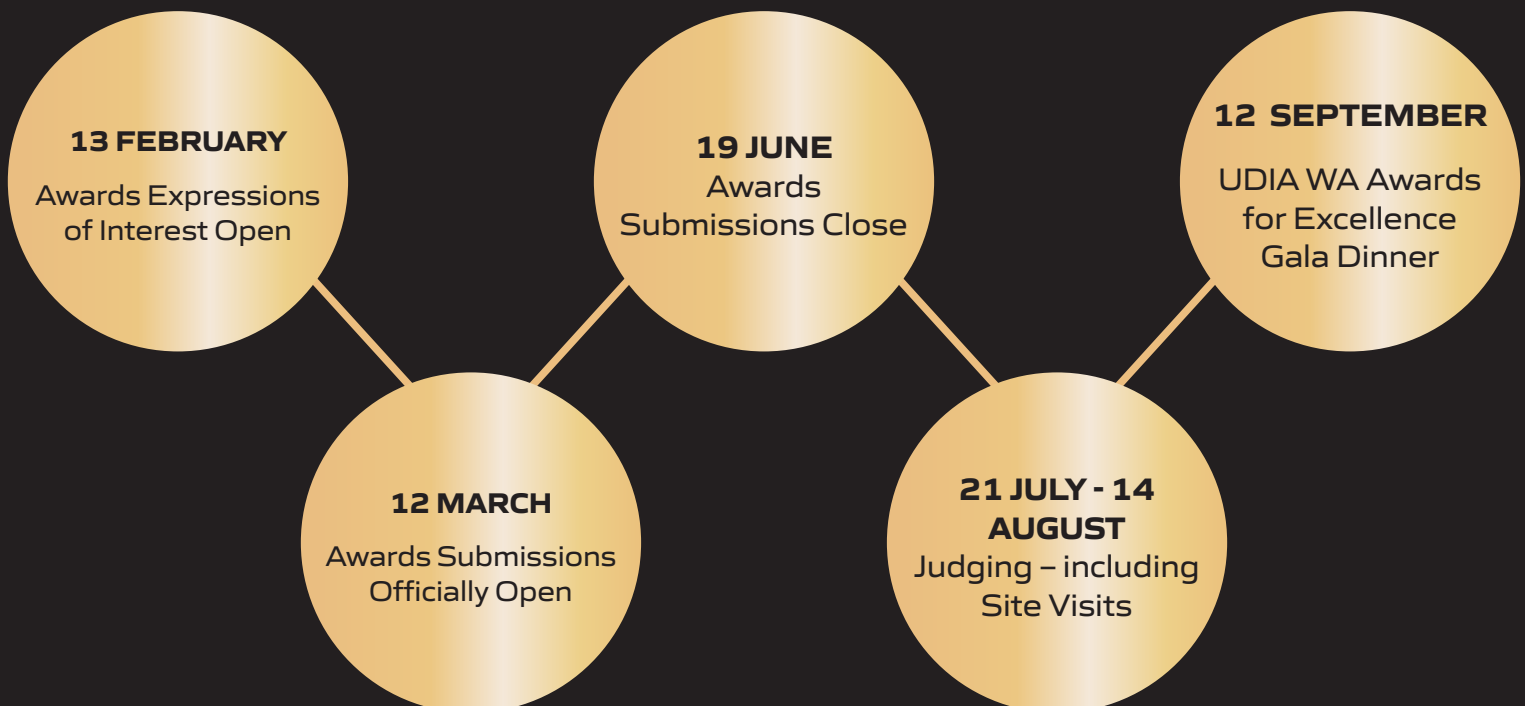 13 FEBRUARY
Awards Expressions
of Interest Open
12 MARCH
Awards Submissions
Officially Open
19 JUNE
Awards
Submissions Close
21 JULY - 14
AUGUST
Judging – including
Site Visits
12 SEPTEMBER
UDIA WA Awards
for Excellence
Gala Dinner